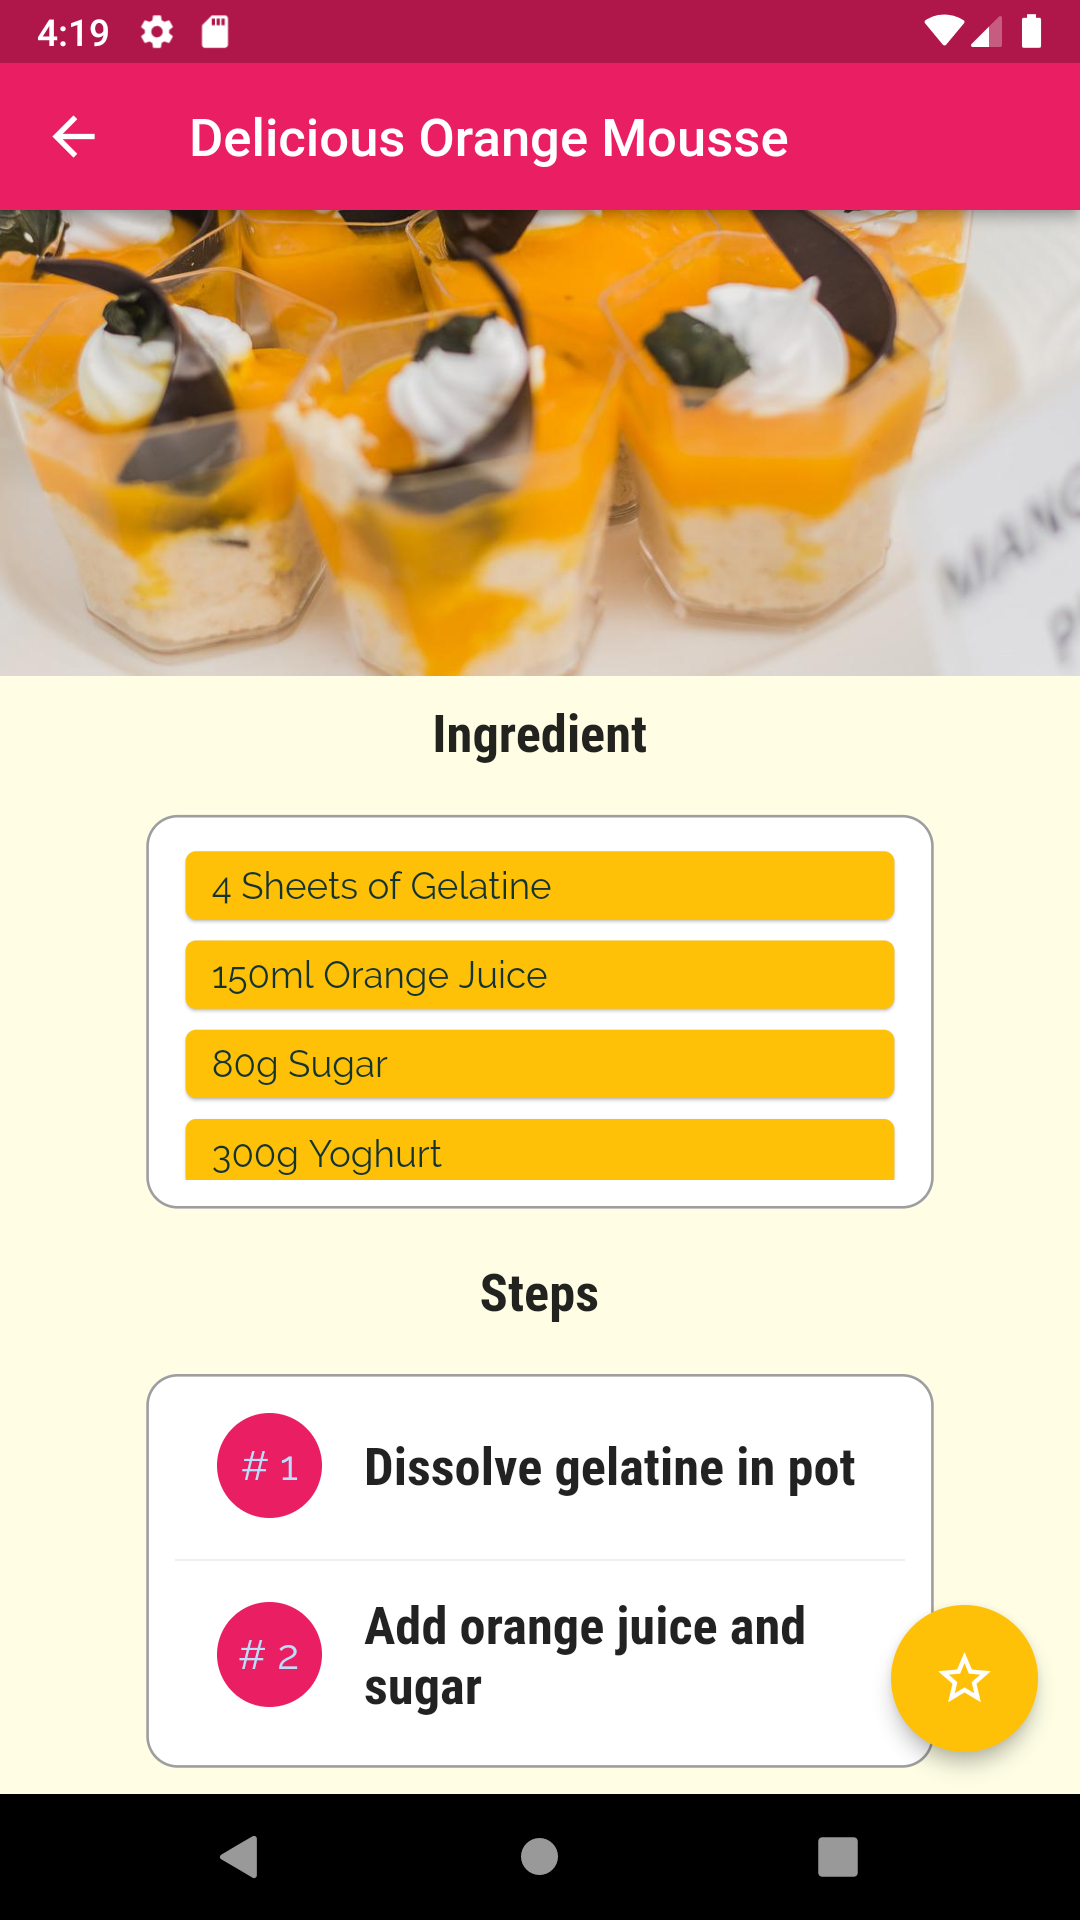 4:19
Delicious Orange Mousse
MANG
P
Ingredient
4 Sheets of Gelatine
150ml Orange Juice
80g Sugar
300g Yoghurt
Steps
# 1
Dissolve gelatine in pot
# 2
Add orange juice and
sugar